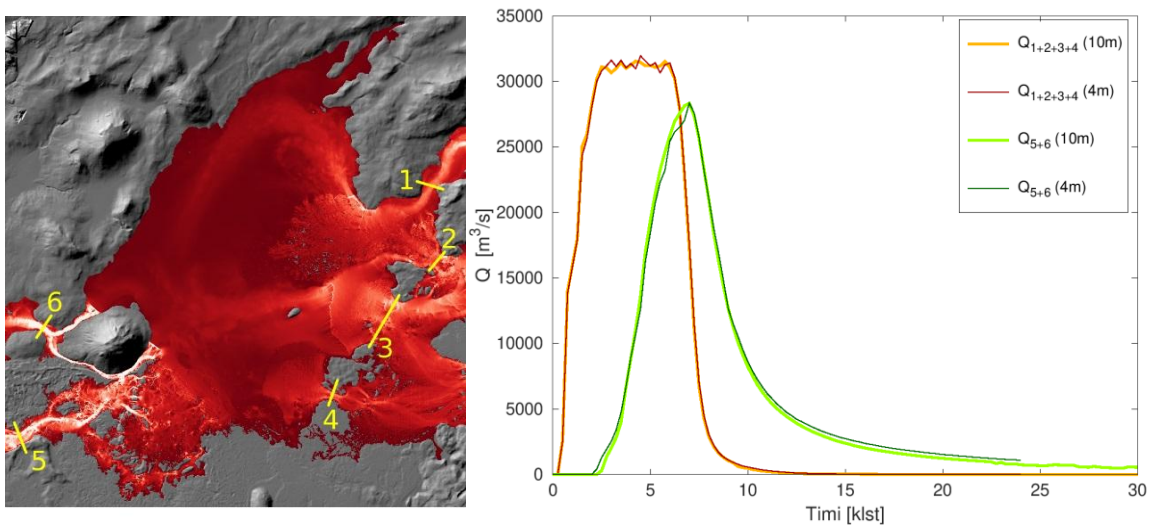 1
2
3
4
5
6
35000
30000
25000
20000
15000
10000
5000
0
Q [m³/s]
0 5 10 15 20 25 30
Timi [klst]
Q₁₊₂₊₃₊₄ (10m)
Q₁₊₂₊₃₊₄ (4m)
Q₅₊₆ (10m)
Q₅₊₆ (4m)